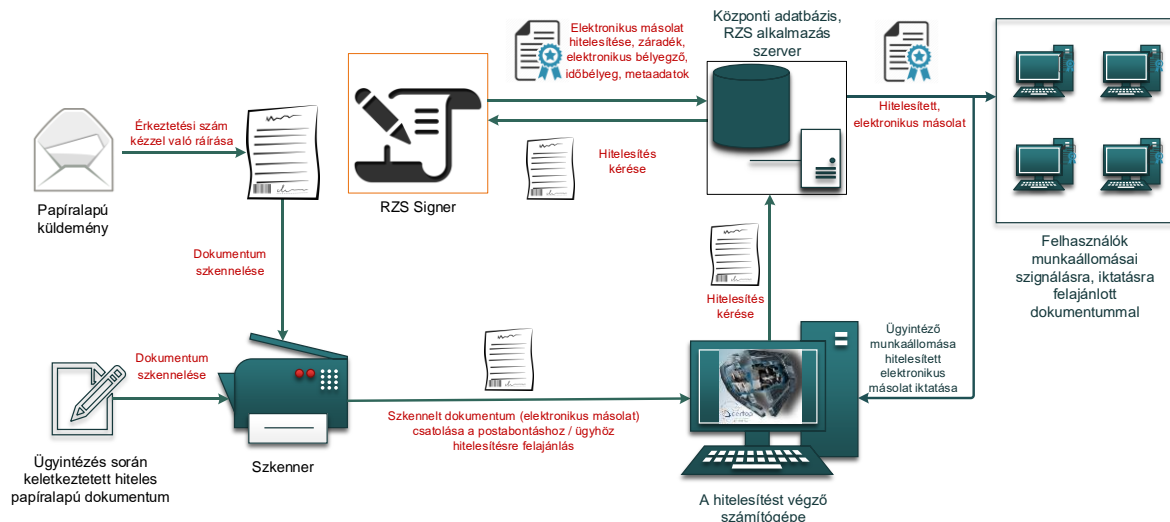 Elektronikus másolat
hitelesítése, záradék,
elektronikus bélyegző,
időbélyeg, metaadatok
Központi adatbázis,
RZS alkalmazás
szerver
Érkeztetési szám
kézzel való ráírása
Hitelesítés
kérése
Hitelesített,
elektronikus másolat
Papíralapú
küldemény
RZS Signer
Dokumentum
szkennelése
Hitelesítés
kérése
Felhasználók
munkaállomásai
szignálásra, iktatásra
felajánlott
dokumentummal
Dokumentum
szkennelése
Ügyintéző
munkaállomása
hitelesített
elektronikus
másolat iktatása
Szkennelt dokumentum (elektronikus másolat)
csatolása a postabontáshoz / ügyhöz
hitelesítésre felajánlás
Ügyintézés során
keletkeztetett hiteles
papíralapú dokumentum
Szkenner
A hitelesítést végző
számítógépe